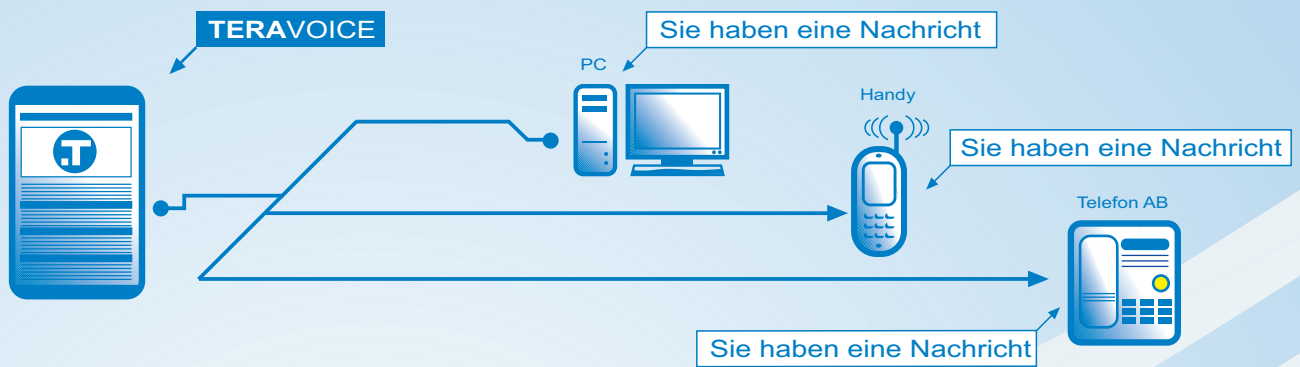 TERAVOICE
Sie haben eine Nachricht
PC
Handy
Sie haben eine Nachricht
Telefon AB
Sie haben eine Nachricht
.T